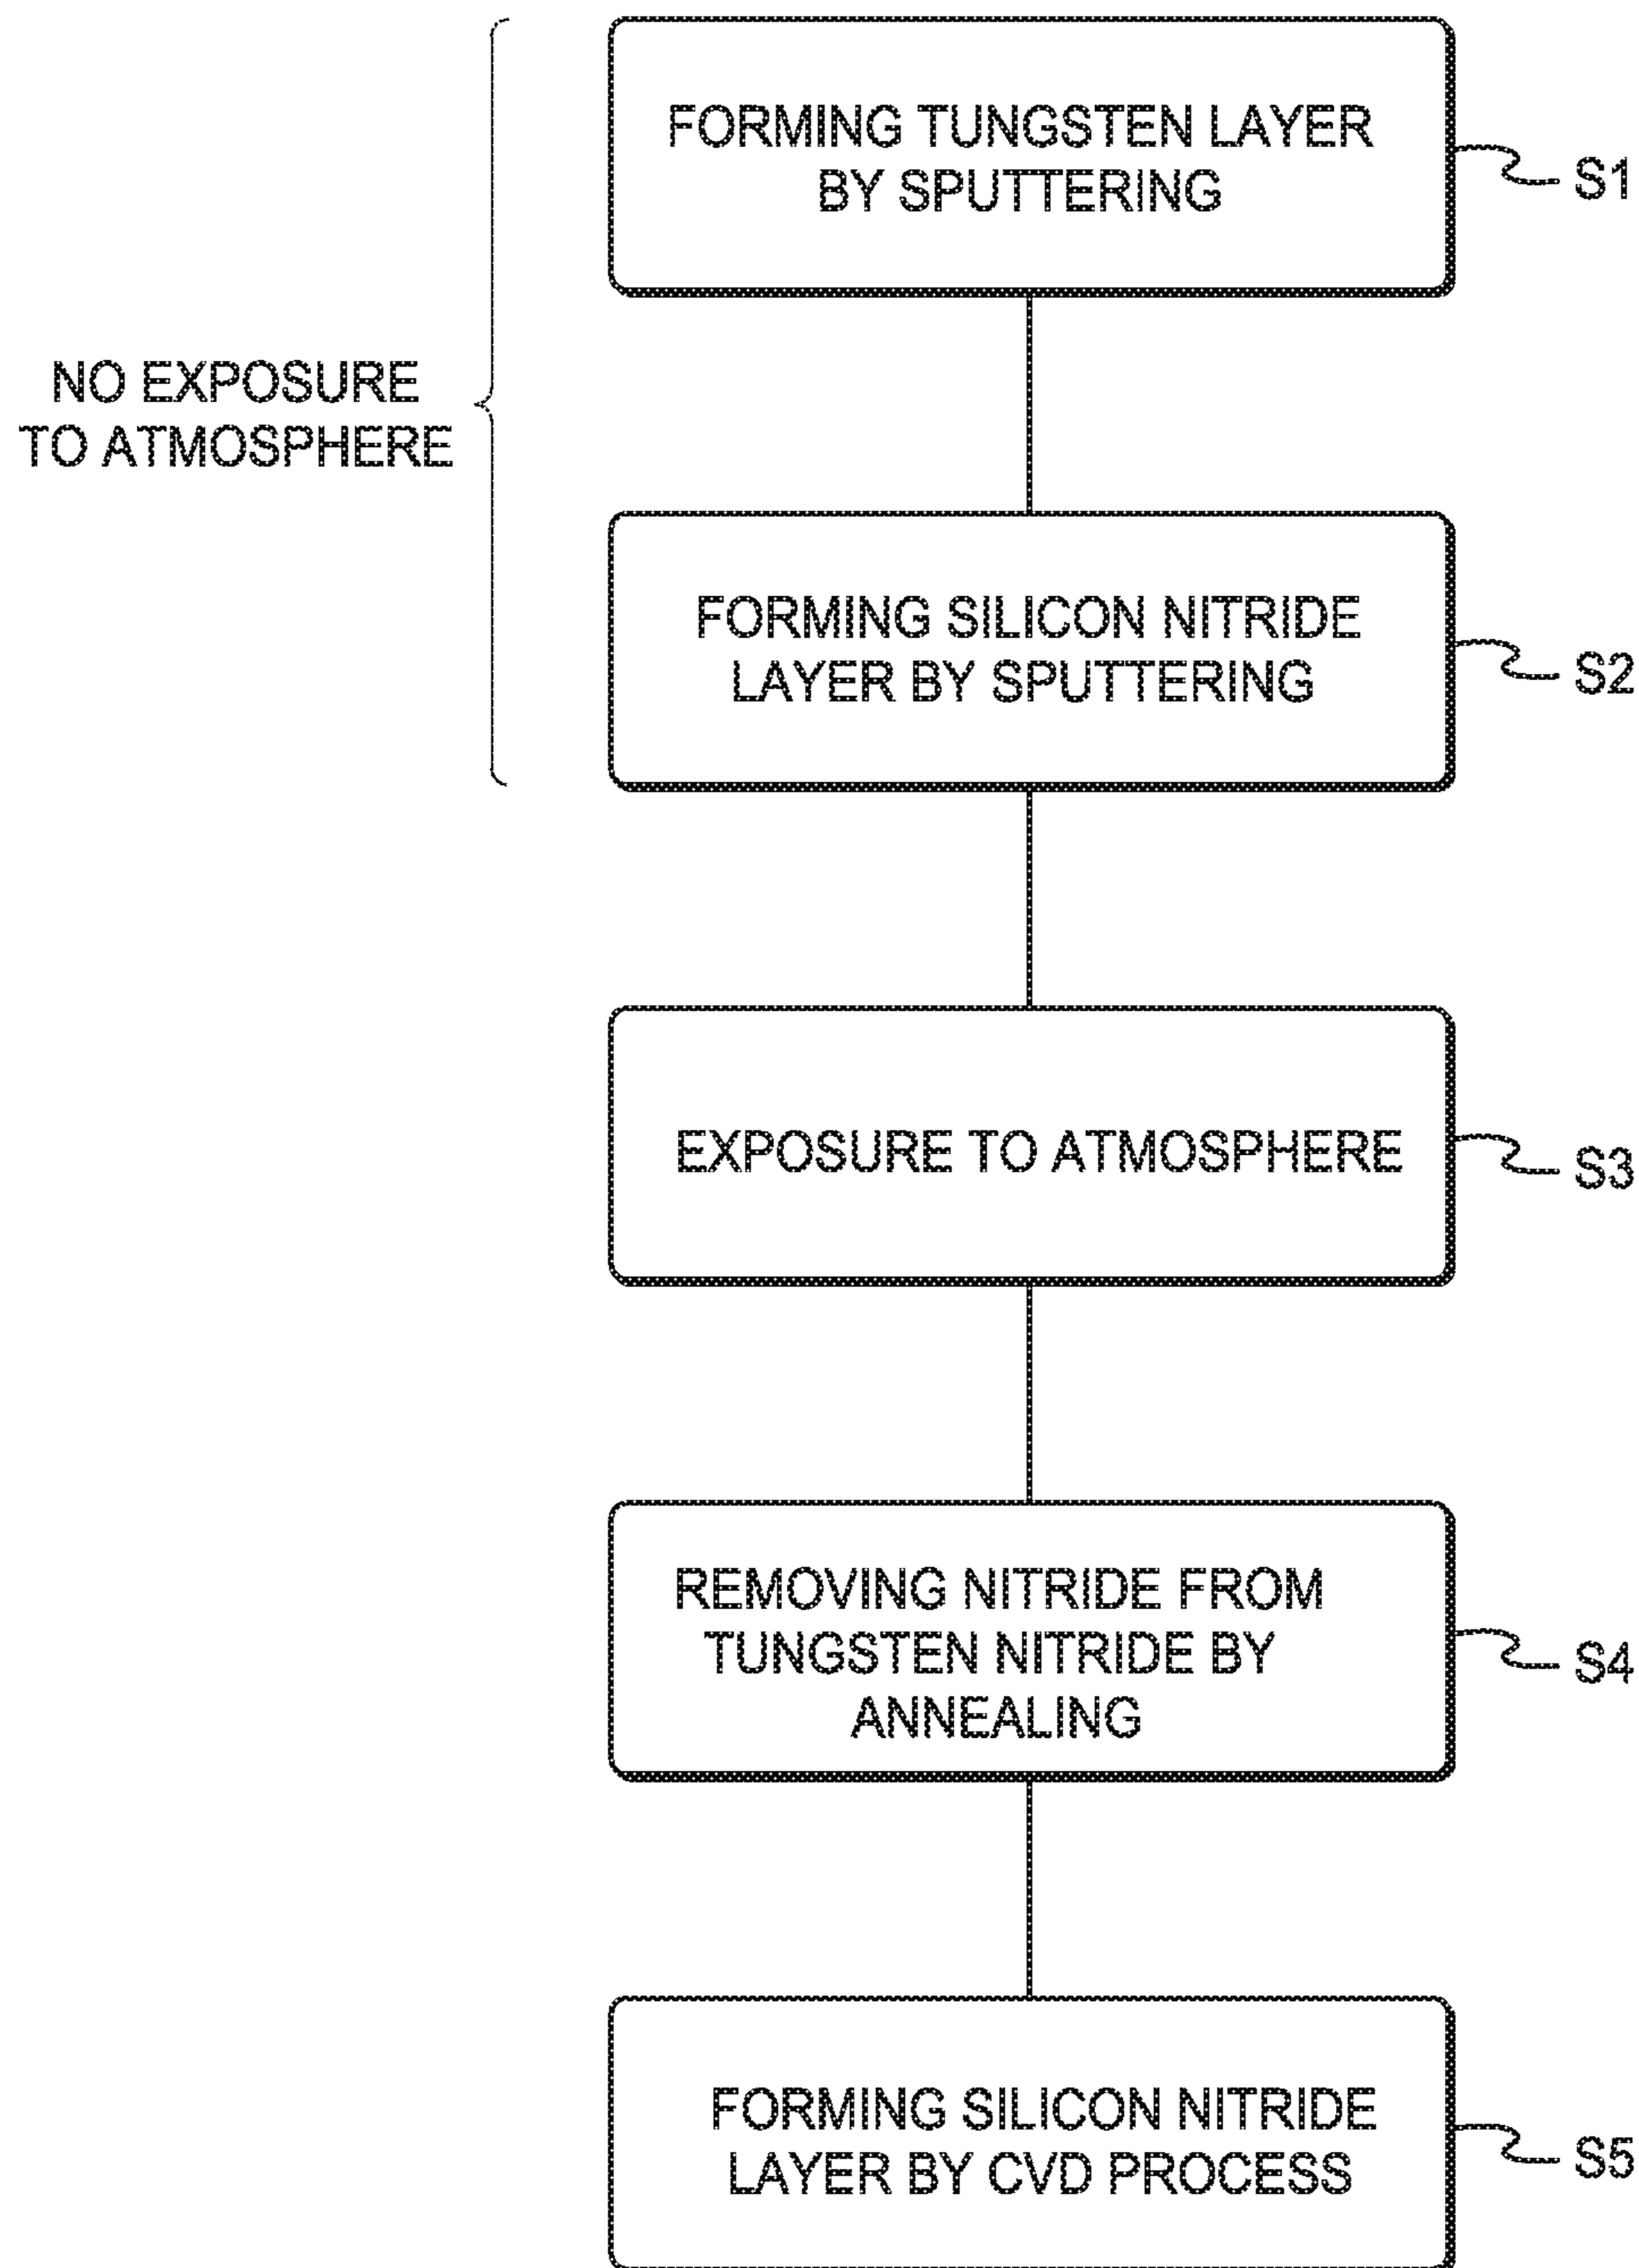 FORMING TUNGSTEN LAYER
BY SPUTTERING
S1
NO EXPOSURE
TO ATMOSPHERE
FORMING SILICON NITRIDE
LAYER BY SPUTTERING
S2
EXPOSURE TO ATMOSPHERE
S3
REMOVING NITRIDE FROM
TUNGSTEN NITRIDE BY
ANNEALING
S4
FORMING SILICON NITRIDE
LAYER BY CVD PROCESS
S5